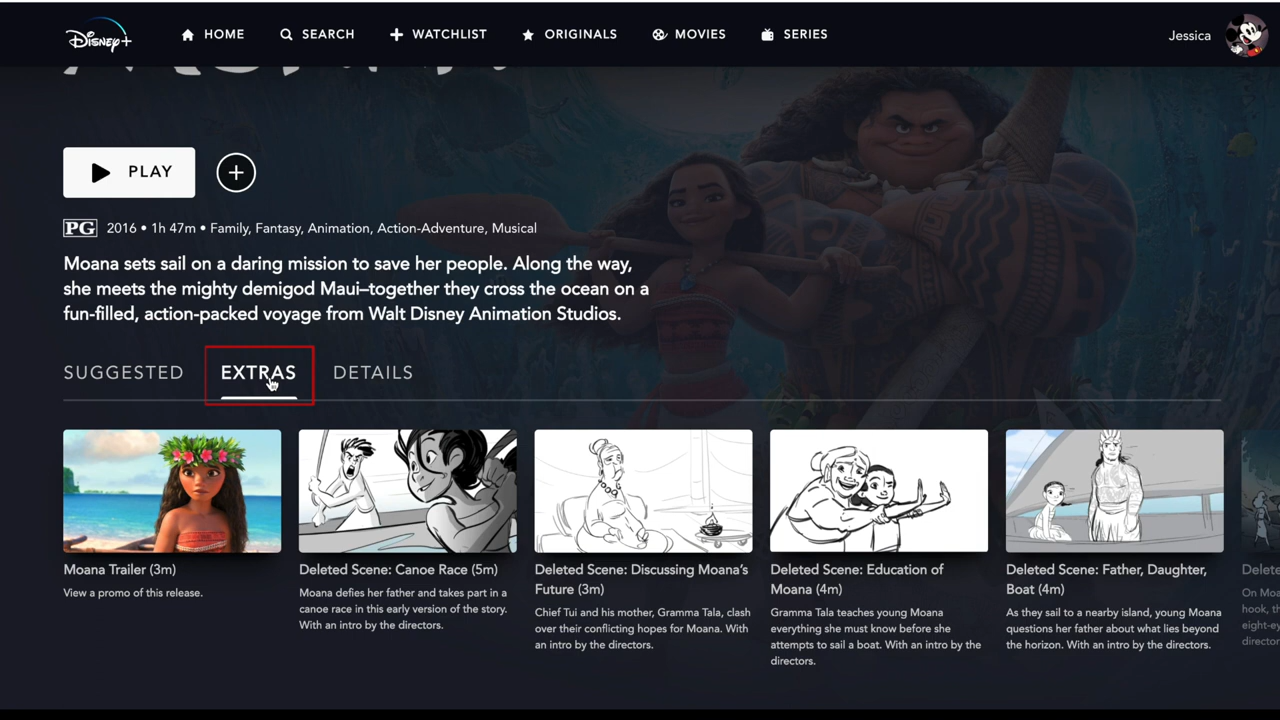 Disney+
HOME
SEARCH
WATCHLIST
ORIGINALS
MOVIES
SERIES
Jessica
PLAY
PG 2016 • 1h 47m • Family, Fantasy, Animation, Action-Adventure, Musical
Moana sets sail on a daring mission to save her people. Along the way,
she meets the mighty demigod Maui–together they cross the ocean on a
fun-filled, action-packed voyage from Walt Disney Animation Studios.
SUGGESTED
EXTRAS
DETAILS
Moana Trailer (3m)
View a promo of this release.
Deleted Scene: Canoe Race (5m)
Moana defies her father and takes part in a
canoe race in this early version of the story.
With an intro by the directors.
Deleted Scene: Discussing Moana's
Future (3m)
Chief Tui and his mother, Gramma Tala, clash
over their conflicting hopes for Moana. With
an intro by the directors.
Deleted Scene: Education of
Moana (4m)
Gramma Tala teaches young Moana
everything she must know before she
attempts to sail a boat. With an intro by the
directors.
Deleted Scene: Father, Daughter,
Boat (4m)
As they sail to a nearby island, young Moana
questions her father about what lies beyond
the horizon. With an intro by the directors.
On
hook,